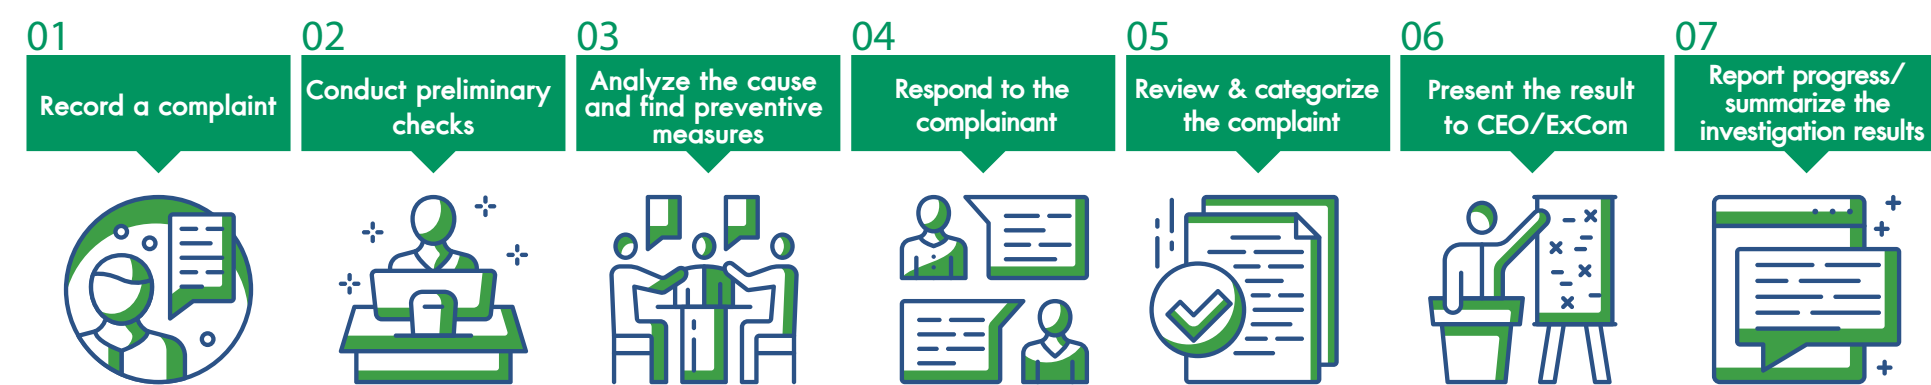 01
Record a complaint
02
Conduct preliminary
checks
03
Analyze the cause
and find preventive
measures
04
Respond to the
complainant
05
Review & categorize
the complaint
06
Present the result
to CEO/ExCom
07
Report progress/
summarize the
investigation results